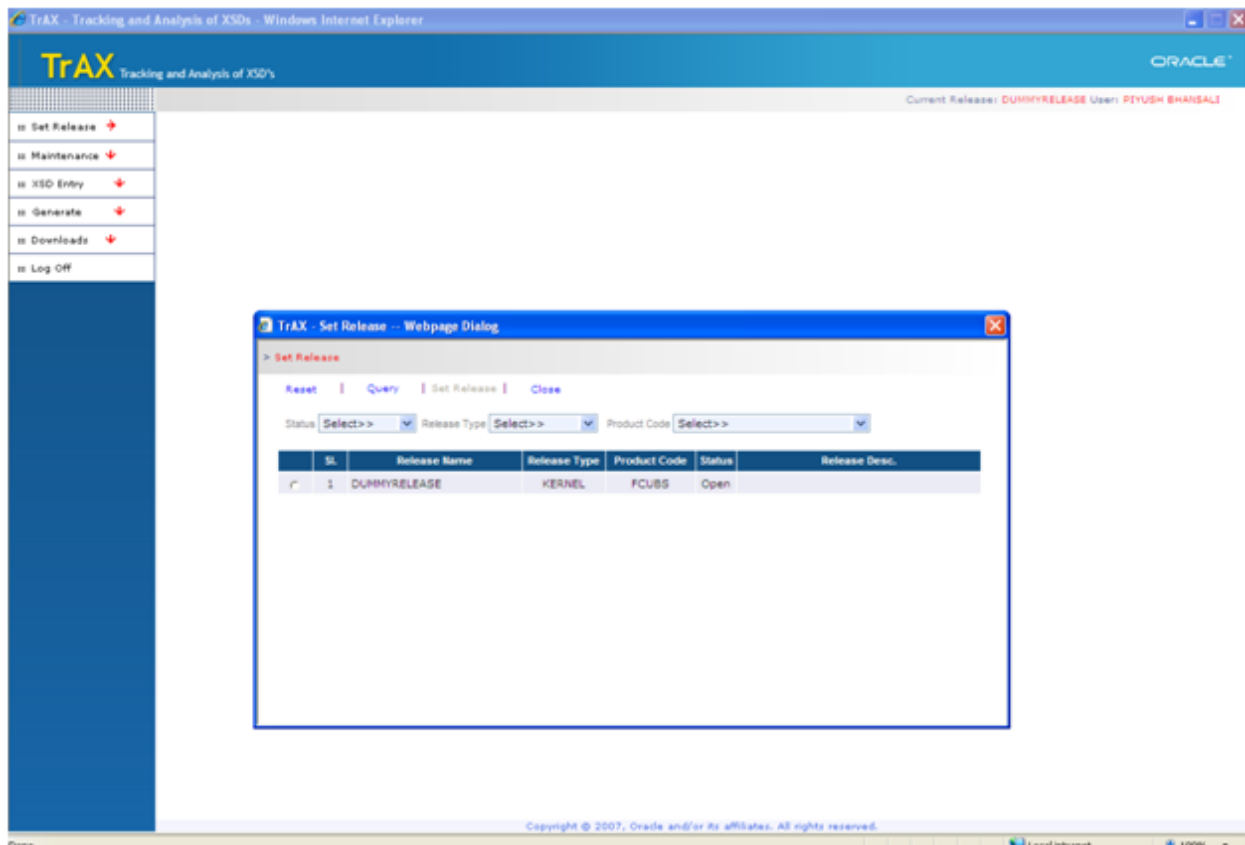 TrAX - Tracking and Analysis of XSDs - Windows Internet Explorer
TrAX Tracking and Analysis of XSD's
ORACLE
Current Release: DUMMYRELEASE User: PIYUSH BHANSALI
Set Release
Maintenance
XSD Entry
Generate
Downloads
Log Off
TrAX - Set Release -- Webpage Dialog
> Set Release
Reset | Query | Set Release | Close
Status Select>> Release Type Select>> Product Code Select>>
Sl. Release Name Release Type Product Code Status Release Desc.
1 DUMMYRELEASE KERNEL FCUBS Open
Copyright © 2007, Oracle and/or its affiliates. All rights reserved.
Done Local intranet 100%